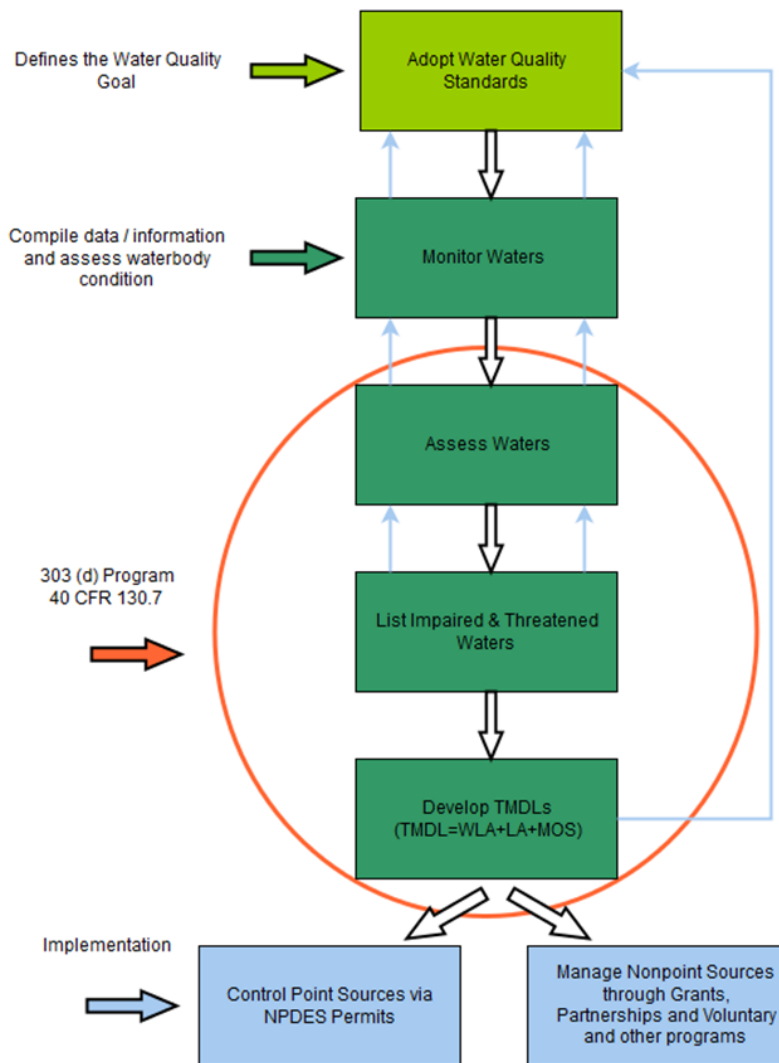 Defines the Water Quality
Goal
Adopt Water Quality
Standards
Compile data / information
and assess waterbody
condition
Monitor Waters
Assess Waters
303 (d) Program
40 CFR 130.7
List Impaired & Threatened
Waters
Develop TMDLs
(TMDL=WLA+LA+MOS)
Implementation
Control Point Sources via
NPDES Permits
Manage Nonpoint Sources
through Grants,
Partnerships and Voluntary
and other programs